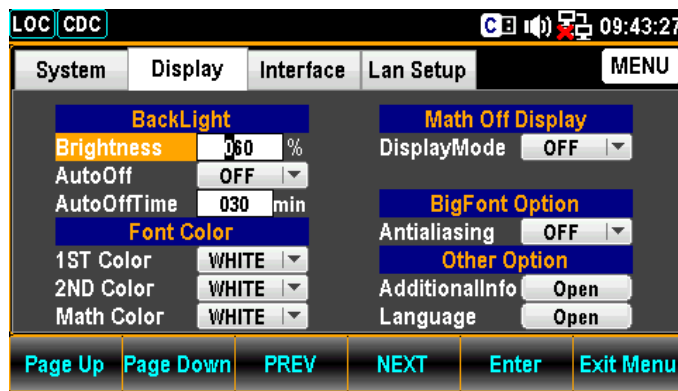 LOC CDC C 09:43:27
System Display Interface Lan Setup MENU
BackLight
Brightness 060 %
AutoOff OFF
AutoOffTime 030 min
Font Color
1ST Color WHITE
2ND Color WHITE
Math Color WHITE
Math Off Display
DisplayMode OFF
BigFont Option
Antialiasing OFF
Other Option
AdditionalInfo Open
Language Open
Page Up Page Down PREV NEXT Enter Exit Menu